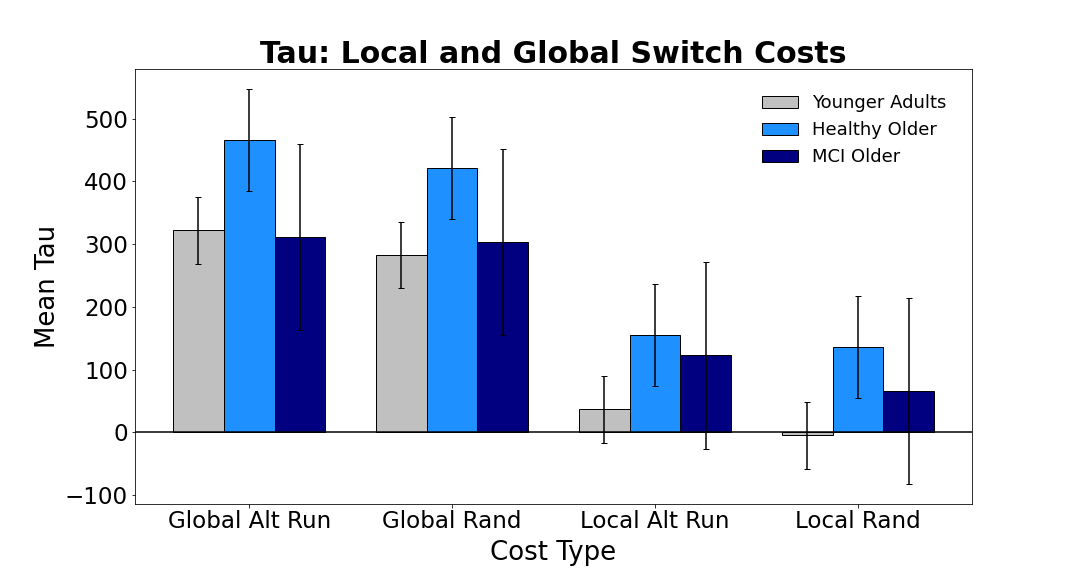 Tau: Local and Global Switch Costs
Younger Adults
Healthy Older
MCI Older
Mean Tau
500
400
300
200
100
0
−100
Global Alt Run
Global Rand
Local Alt Run
Local Rand
Cost Type